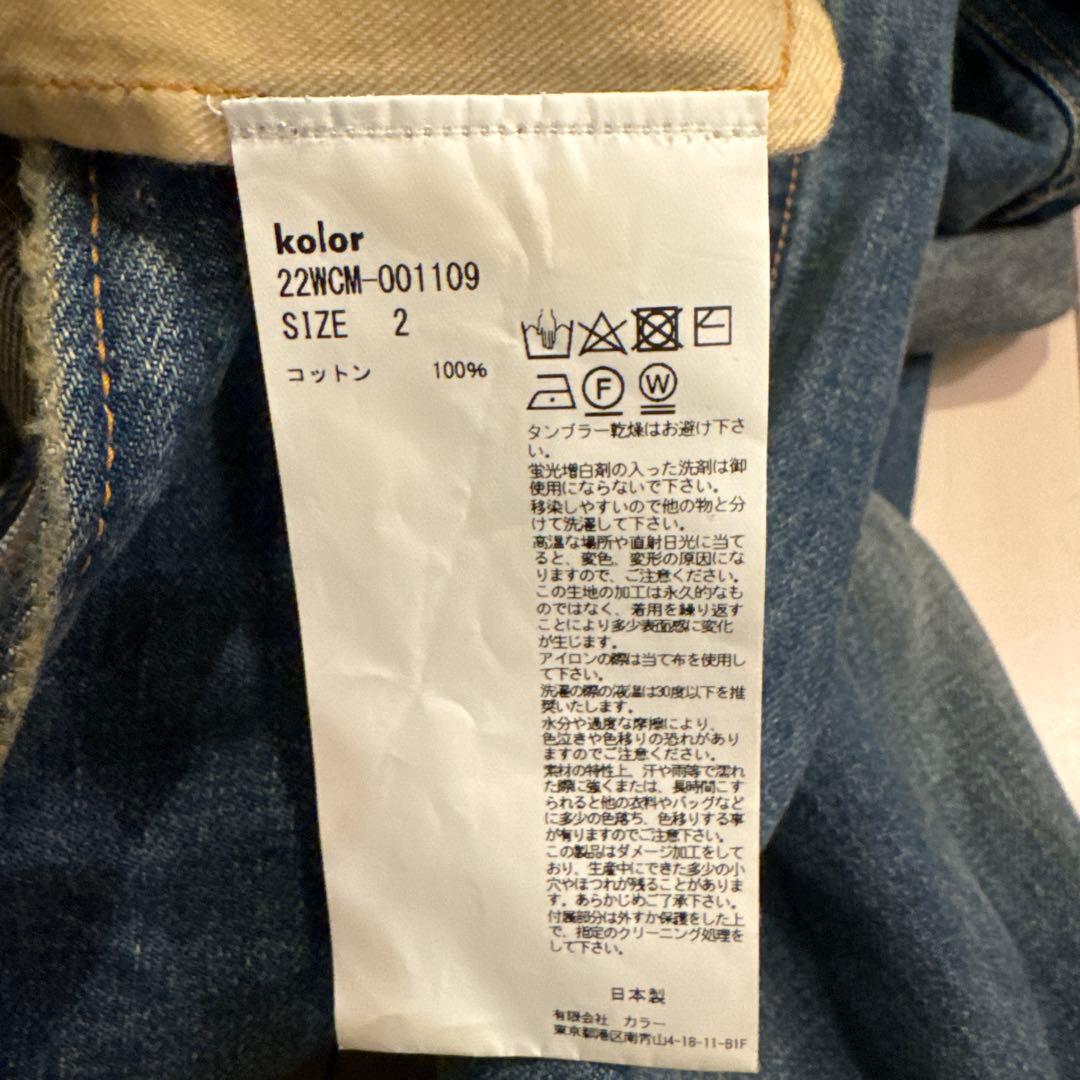 kolor
22WCM-001109
SIZE 2
コットン 100%
F W
タンブラー乾燥はお避け下さ
い。
蛍光増白剤の入った洗剤は御
使用にならないで下さい。
移染しやすいので他の物と分
けて洗濯して下さい。
高温な場所や直射日光に当て
ると、変色、変形の原因にな
りますので、ご注意ください。
この生地の加工は永久的なも
のではなく、着用を繰り返す
ことにより多少表面感に変化
が生じます。
アイロンの際は当て布を使用し
て下さい。
洗濯の際の液温は30度以下を推
奨いたします。
水分や過度な摩擦により、
色泣きや色移りの恐れがあり
ますのでご注意ください。
素材の特性上、汗や雨等で濡れ
た際に強くまたは、長時間こす
られると他の衣料やバッグなど
に多少の色落ち、色移りする事
が有りますのでご注意下さい。
この製品はダメージ加工をして
おり、生産中にできた多少の小
穴やほつれが残ることがありま
す。あらかじめご了承下さい。
付属部分は外すか保護をした上
で、指定のクリーニング処理を
して下さい。
日本製
有限会社 カラー
東京都港区南青山4-18-11-B1F